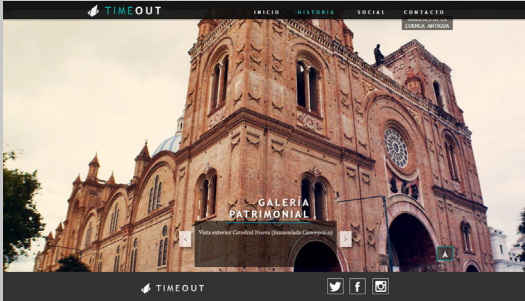 TIMEOUT
INICIO HISTORIA SOCIAL CONTACTO
CUENCA ANTIGUA
GALERÍA
PATRIMONIAL
<
Vista exterior Catedral Nueva (Inmaculada Concepción)
>
TIMEOUT